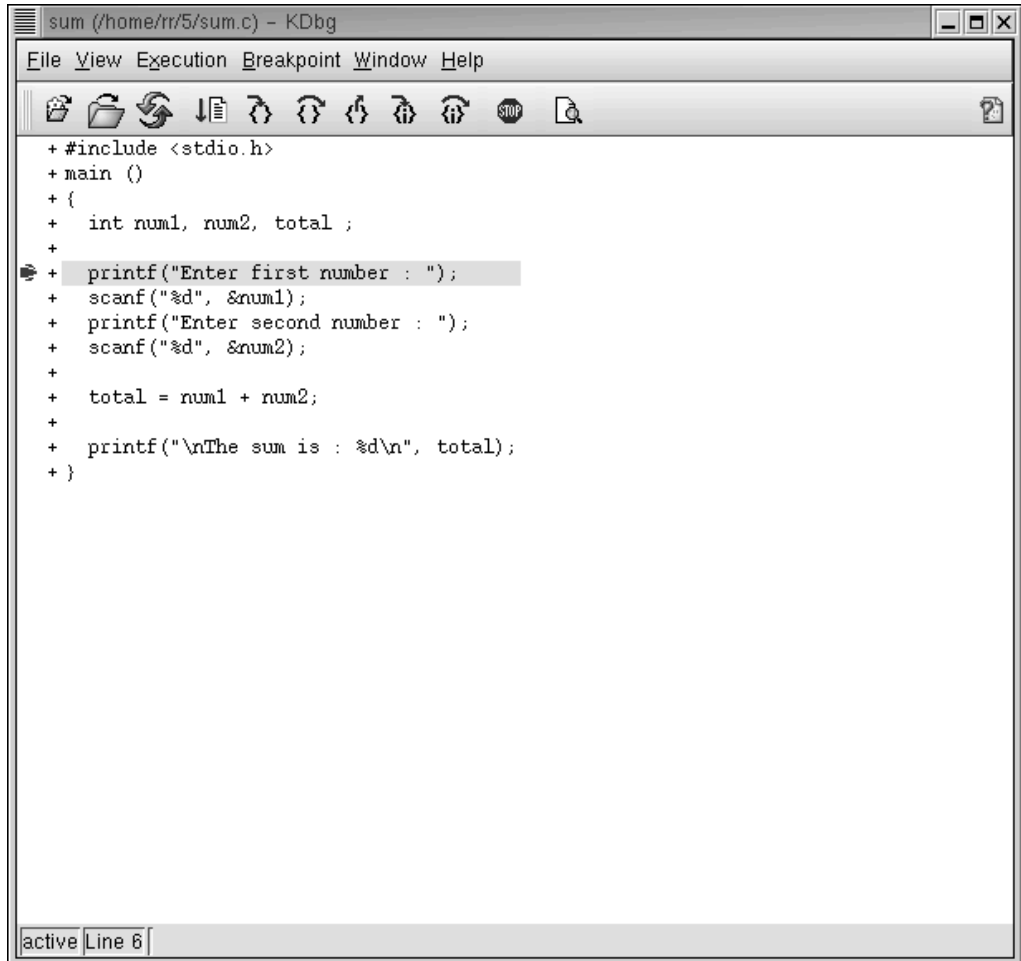 sum (/home/rr/5/sum.c) – KDbg
File View Execution Breakpoint Window Help
STOP
+ #include <stdio.h>
+ main ()
+ {
+   int num1, num2, total ;
+
+   printf("Enter first number : ");
+   scanf("%d", &num1);
+   printf("Enter second number : ");
+   scanf("%d", &num2);
+
+   total = num1 + num2;
+
+   printf("\nThe sum is : %d\n", total);
+ }
active Line 6